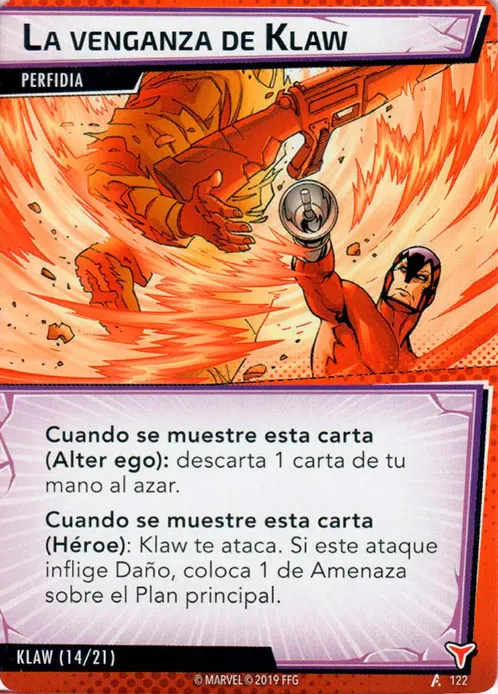 La venganza de Klaw
PERFIDIA
Cuando se muestre esta carta
(Alter ego): descarta 1 carta de tu
mano al azar.
Cuando se muestre esta carta
(Héroe): Klaw te ataca. Si este ataque
inflige Daño, coloca 1 de Amenaza
sobre el Plan principal.
KLAW (14/21)
© MARVEL © 2019 FFG
122